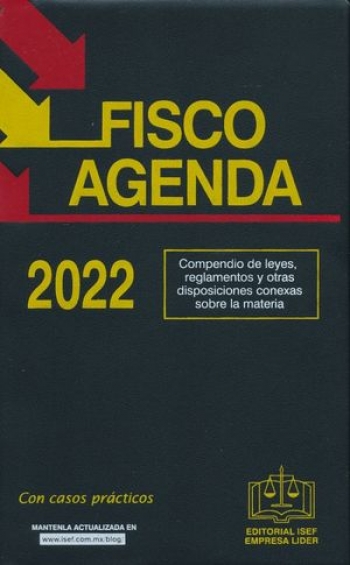 FISCO
AGENDA
2022
Compendio de leyes,
reglamentos y otras
disposiciones conexas
sobre la materia
Con casos prácticos
MANTENLA ACTUALIZADA EN
www.isef.com.mx/blog.
EDITORIAL ISEF
EMPRESA LIDER